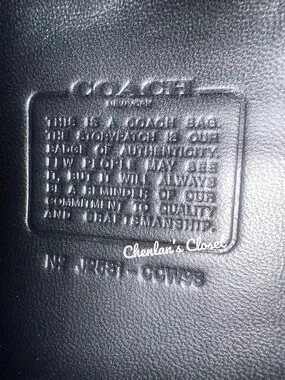 COACH
NEW YORK
THIS IS A COACH BAG.
THE STORYPATCH IS OUR
BADGE OF AUTHENTICITY.
FEW PEOPLE MAY SEE
IT, BUT IT WILL ALWAYS
BE A REMINDER OF OUR
COMMITMENT TO QUALITY
AND CRAFTSMANSHIP.
Chenlan's Closet